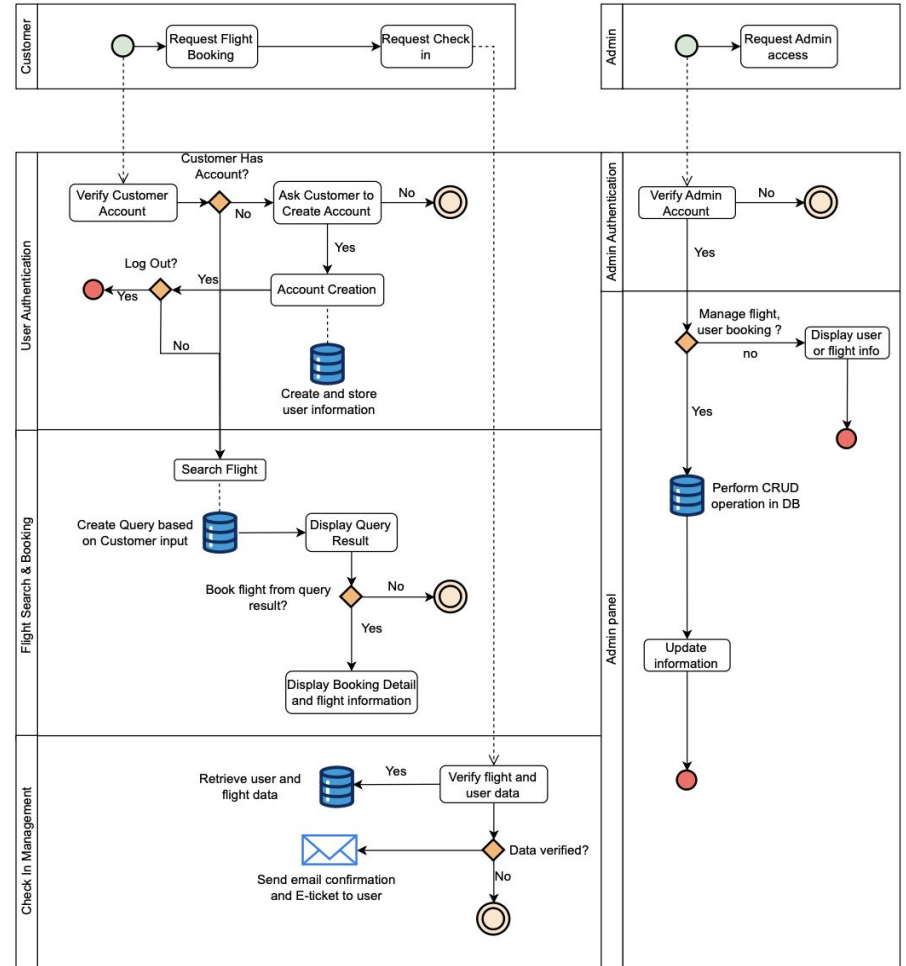 Customer
Request Flight
Booking
Request Check
in
Admin
Request Admin
access
User Authentication
Customer Has
Account?
Verify Customer
Account
No
Ask Customer to
Create Account
No
Yes
Log Out?
Yes
Yes
Account Creation
No
Create and store
user information
Admin Authentication
Verify Admin
Account
No
Yes
Flight Search & Booking
Search Flight
Create Query based
on Customer input
Display Query
Result
Book flight from query
result?
No
Yes
Display Booking Detail
and flight information
Admin panel
Manage flight,
user booking ?
no
Display user
or flight info
Yes
Perform CRUD
operation in DB
Update
information
Check In Management
Retrieve user and
flight data
Yes
Verify flight and
user data
Data verified?
No
Send email confirmation
and E-ticket to user